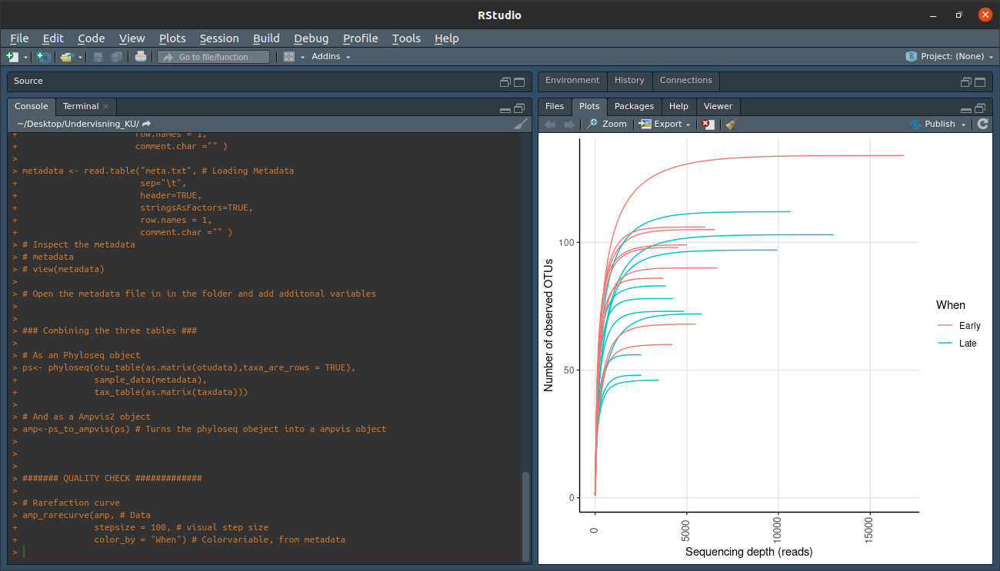 RStudio
File Edit Code View Plots Session Build Debug Profile Tools Help
Go to file/function
Addins
Project: (None)
Source
Console Terminal
~/Desktop/Undervisning_KU/
+ row.names = 1,
+ comment.char ="" )
>
> metadata <- read.table("meta.txt", # Loading Metadata
+ sep="\t",
+ header=TRUE,
+ stringsAsFactors=TRUE,
+ row.names = 1,
+ comment.char ="" )
> # Inspect the metadata
> # metadata
> # view(metadata)
>
> # Open the metadata file in in the folder and add additonal variables
>
>
> ### Combining the three tables ###
>
> # As an Phyloseq object
> ps<- phyloseq(otu_table(as.matrix(otudata),taxa_are_rows = TRUE),
+ sample_data(metadata),
+ tax_table(as.matrix(taxdata)))
>
> # And as a Ampvis2 object
> amp<-ps_to_ampvis(ps) # Turns the phyloseq obeject into a ampvis object
>
>
>
> ####### QUALITY CHECK #############
>
> # Rarefaction curve
> amp_rarecurve(amp, # Data
+ stepsize = 100, # visual step size
+ color_by = "When") # Colorvariable, from metadata
>
Environment History Connections
Files Plots Packages Help Viewer
Zoom Export Publish
Number of observed OTUs
100
50
0
0 5000 10000 15000
Sequencing depth (reads)
When
Early
Late